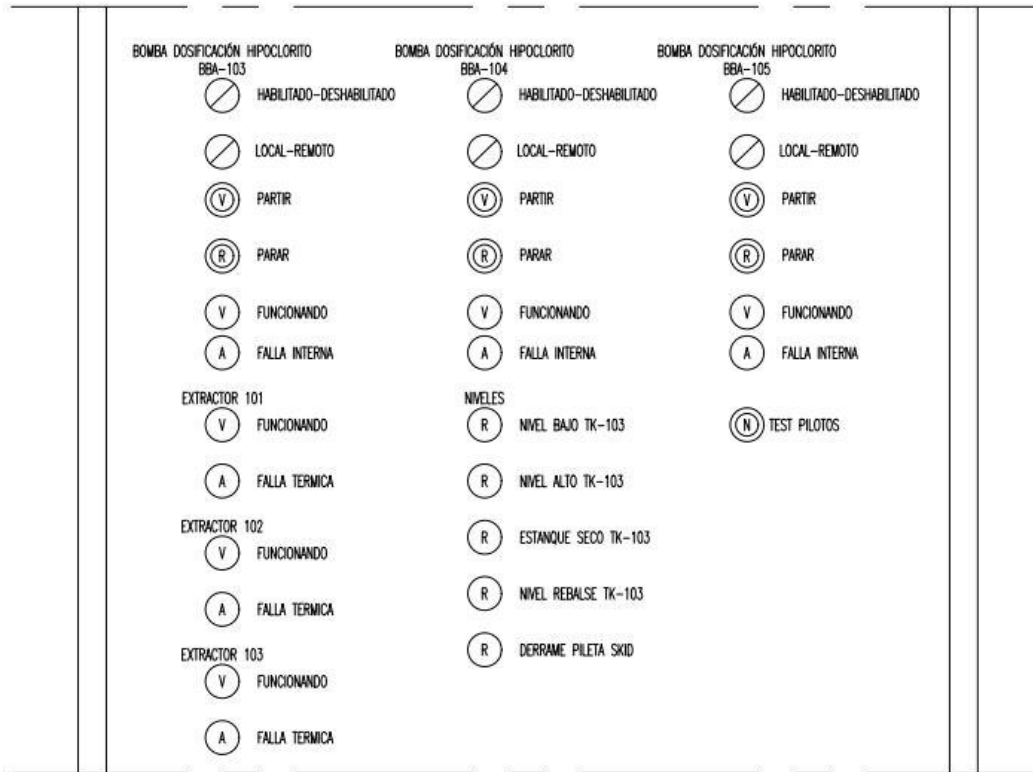 BOMBA DOSIFICACIÓN HIPOCLORITO
BBA-103
HABILITADO-DESHABILITADO
LOCAL-REMOTO
V PARTIR
R PARAR
V FUNCIONANDO
A FALLA INTERNA
EXTRACTOR 101
V FUNCIONANDO
A FALLA TERMICA
EXTRACTOR 102
V FUNCIONANDO
A FALLA TERMICA
EXTRACTOR 103
V FUNCIONANDO
A FALLA TERMICA
BOMBA DOSIFICACIÓN HIPOCLORITO
BBA-104
HABILITADO-DESHABILITADO
LOCAL-REMOTO
V PARTIR
R PARAR
V FUNCIONANDO
A FALLA INTERNA
NIVELES
R NIVEL BAJO TK-103
R NIVEL ALTO TK-103
R ESTANQUE SECO TK-103
R NIVEL REBALSE TK-103
R DERRAME PILETA SKID
BOMBA DOSIFICACIÓN HIPOCLORITO
BBA-105
HABILITADO-DESHABILITADO
LOCAL-REMOTO
V PARTIR
R PARAR
V FUNCIONANDO
A FALLA INTERNA
N TEST PILOTOS